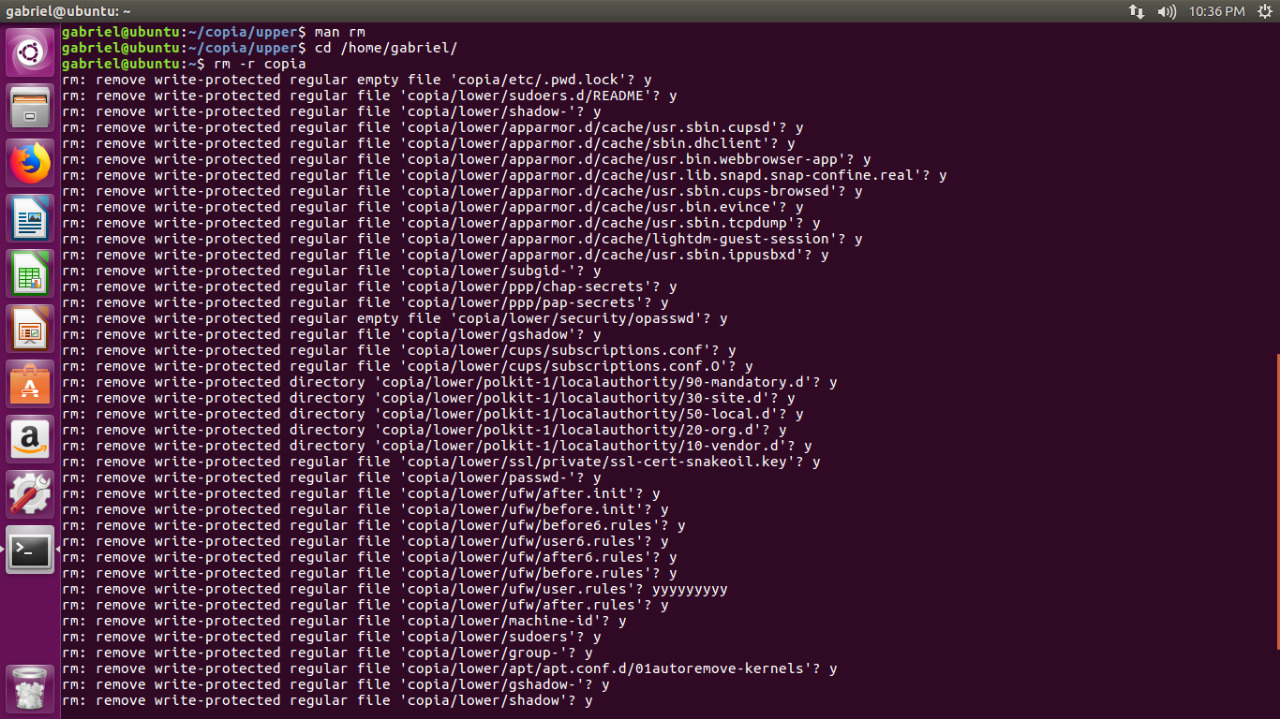 gabriel@ubuntu: ~
10:36 PM
gabriel@ubuntu:~/copia/upper$ man rm
gabriel@ubuntu:~/copia/upper$ cd /home/gabriel/
gabriel@ubuntu:~$ rm -r copia
rm: remove write-protected regular empty file 'copia/etc/.pwd.lock'? y
rm: remove write-protected regular file 'copia/lower/sudoers.d/README'? y
rm: remove write-protected regular file 'copia/lower/shadow-'? y
rm: remove write-protected regular file 'copia/lower/apparmor.d/cache/usr.sbin.cupsd'? y
rm: remove write-protected regular file 'copia/lower/apparmor.d/cache/sbin.dhclient'? y
rm: remove write-protected regular file 'copia/lower/apparmor.d/cache/usr.bin.webbrowser-app'? y
rm: remove write-protected regular file 'copia/lower/apparmor.d/cache/usr.lib.snapd.snap-confine.real'? y
rm: remove write-protected regular file 'copia/lower/apparmor.d/cache/usr.sbin.cups-browsed'? y
rm: remove write-protected regular file 'copia/lower/apparmor.d/cache/usr.bin.evince'? y
rm: remove write-protected regular file 'copia/lower/apparmor.d/cache/usr.sbin.tcpdump'? y
rm: remove write-protected regular file 'copia/lower/apparmor.d/cache/lightdm-guest-session'? y
rm: remove write-protected regular file 'copia/lower/apparmor.d/cache/usr.sbin.ippusbxd'? y
rm: remove write-protected regular file 'copia/lower/subgid-'? y
rm: remove write-protected regular file 'copia/lower/ppp/chap-secrets'? y
rm: remove write-protected regular file 'copia/lower/ppp/pap-secrets'? y
rm: remove write-protected regular empty file 'copia/lower/security/opasswd'? y
rm: remove write-protected regular file 'copia/lower/gshadow'? y
rm: remove write-protected regular file 'copia/lower/cups/subscriptions.conf'? y
rm: remove write-protected regular file 'copia/lower/cups/subscriptions.conf.O'? y
rm: remove write-protected directory 'copia/lower/polkit-1/localauthority/90-mandatory.d'? y
rm: remove write-protected directory 'copia/lower/polkit-1/localauthority/30-site.d'? y
rm: remove write-protected directory 'copia/lower/polkit-1/localauthority/50-local.d'? y
rm: remove write-protected directory 'copia/lower/polkit-1/localauthority/20-org.d'? y
rm: remove write-protected directory 'copia/lower/polkit-1/localauthority/10-vendor.d'? y
rm: remove write-protected regular file 'copia/lower/ssl/private/ssl-cert-snakeoil.key'? y
rm: remove write-protected regular file 'copia/lower/passwd-'? y
rm: remove write-protected regular file 'copia/lower/ufw/after.init'? y
rm: remove write-protected regular file 'copia/lower/ufw/before.init'? y
rm: remove write-protected regular file 'copia/lower/ufw/before6.rules'? y
rm: remove write-protected regular file 'copia/lower/ufw/user6.rules'? y
rm: remove write-protected regular file 'copia/lower/ufw/after6.rules'? y
rm: remove write-protected regular file 'copia/lower/ufw/before.rules'? y
rm: remove write-protected regular file 'copia/lower/ufw/user.rules'? yyyyyyyyy
rm: remove write-protected regular file 'copia/lower/ufw/after.rules'? y
rm: remove write-protected regular file 'copia/lower/machine-id'? y
rm: remove write-protected regular file 'copia/lower/sudoers'? y
rm: remove write-protected regular file 'copia/lower/group-'? y
rm: remove write-protected regular file 'copia/lower/apt/apt.conf.d/01autoremove-kernels'? y
rm: remove write-protected regular file 'copia/lower/gshadow-'? y
rm: remove write-protected regular file 'copia/lower/shadow'? y